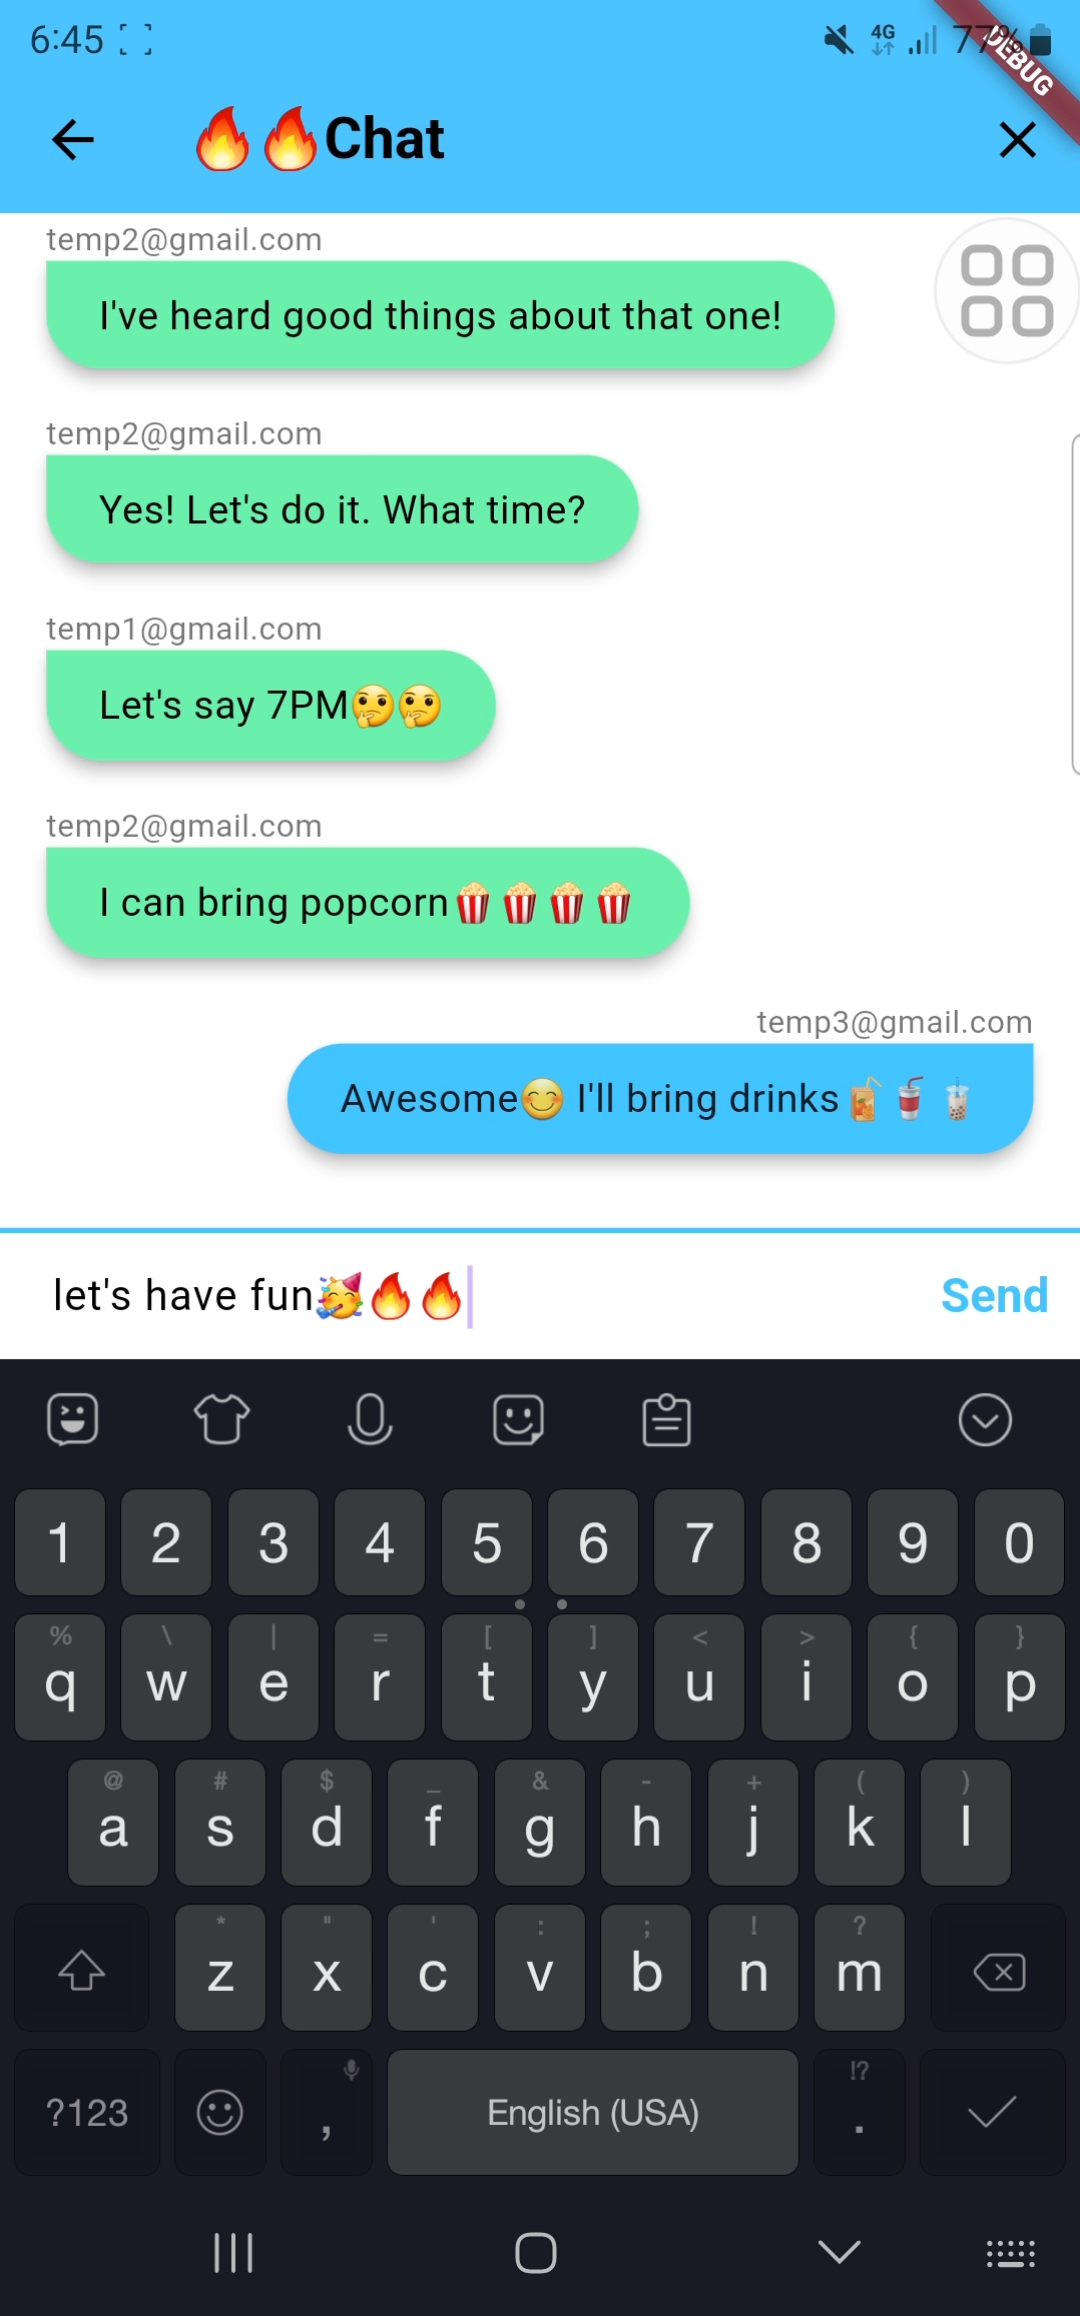 6:45 4G 77%
DEBUG
🔥🔥Chat
temp2@gmail.com
I've heard good things about that one!
temp2@gmail.com
Yes! Let's do it. What time?
temp1@gmail.com
Let's say 7PM🤔🤔
temp2@gmail.com
I can bring popcorn🍿🍿🍿🍿
temp3@gmail.com
Awesome😊 I'll bring drinks🧉🥤🧋
let's have fun🥳🔥🔥 Send
1 2 3 4 5 6 7 8 9 0
% \ | = [ ] < > { }
q w e r t y u i o p
@ # $ _ & - + ( )
a s d f g h j k l
* " ' : ; ! ?
z x c v b n m
!?
?123 , English (USA) .